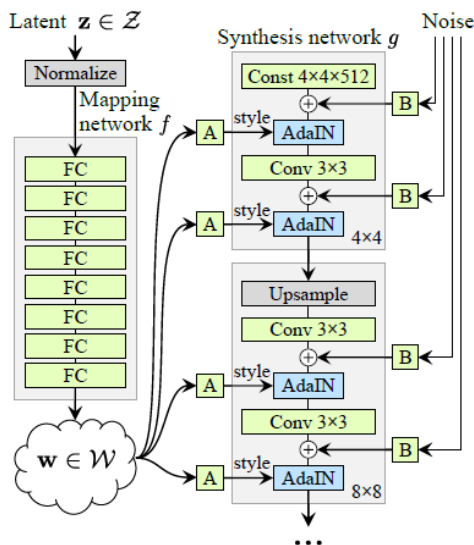 Latent z ∈ 𝒵
Normalize
Mapping
network f
FC
FC
FC
FC
FC
FC
FC
FC
w ∈ 𝒲
Synthesis network g
Noise
Const 4×4×512
B
A
style
AdaIN
Conv 3×3
B
A
style
AdaIN
4×4
Upsample
Conv 3×3
B
A
style
AdaIN
Conv 3×3
B
A
style
AdaIN
8×8
...